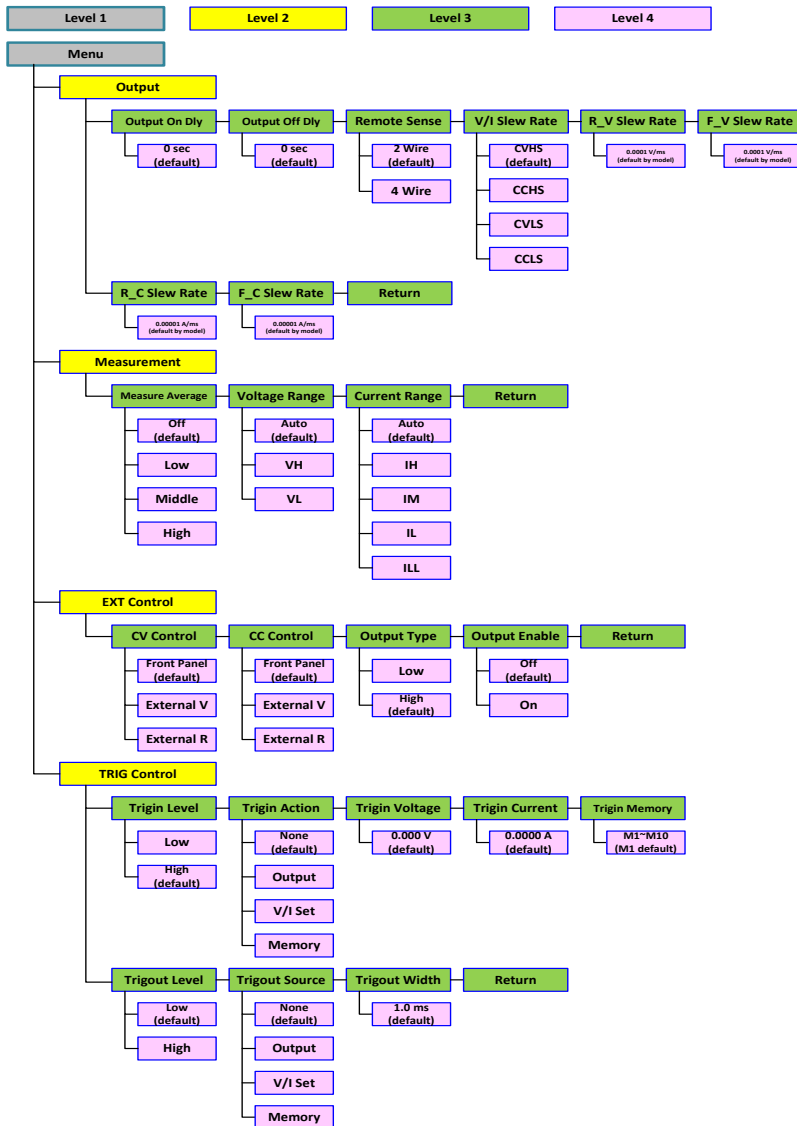 Level 1
Level 2
Level 3
Level 4
Menu
Output
Output On Dly
Output Off Dly
Remote Sense
V/I Slew Rate
R_V Slew Rate
F_V Slew Rate
0 sec
(default)
0 sec
(default)
2 Wire
(default)
4 Wire
CVHS
(default)
CCHS
CVLS
CCLS
0.0001 V/ms
(default by model)
0.0001 V/ms
(default by model)
R_C Slew Rate
F_C Slew Rate
Return
0.00001 A/ms
(default by model)
0.00001 A/ms
(default by model)
Measurement
Measure Average
Voltage Range
Current Range
Return
Off
(default)
Low
Middle
High
Auto
(default)
VH
VL
Auto
(default)
IH
IM
IL
ILL
EXT Control
CV Control
CC Control
Output Type
Output Enable
Return
Front Panel
(default)
External V
External R
Front Panel
(default)
External V
External R
Low
High
(default)
Off
(default)
On
TRIG Control
Trigin Level
Trigin Action
Trigin Voltage
Trigin Current
Trigin Memory
Low
High
(default)
None
(default)
Output
V/I Set
Memory
0.000 V
(default)
0.0000 A
(default)
M1~M10
(M1 default)
Trigout Level
Trigout Source
Trigout Width
Return
Low
(default)
High
None
(default)
Output
V/I Set
Memory
1.0 ms
(default)